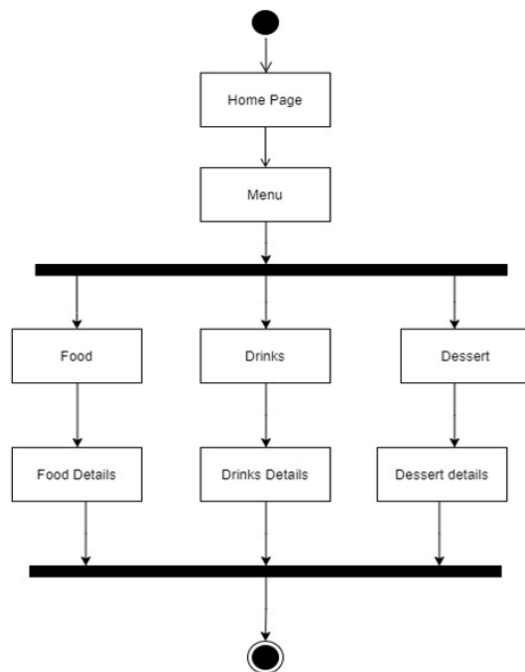 Home Page
Menu
Food
Drinks
Dessert
Food Details
Drinks Details
Dessert details